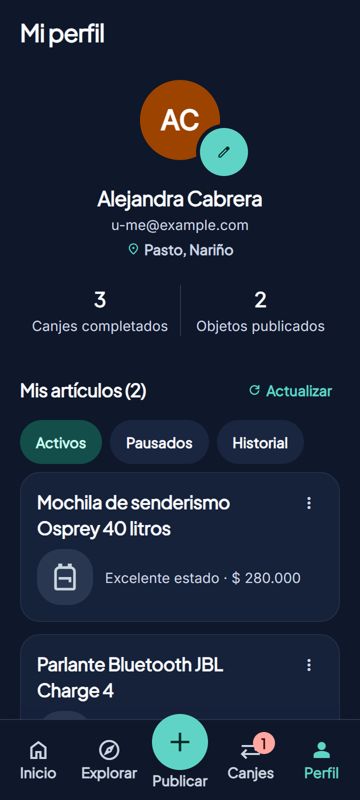 Mi perfil
AC
Alejandra Cabrera
u-me@example.com
Pasto, Nariño
3
Canjes completados
2
Objetos publicados
Mis artículos (2)
Actualizar
Activos
Pausados
Historial
Mochila de senderismo
Osprey 40 litros
Excelente estado · $ 280.000
Parlante Bluetooth JBL
Charge 4
Inicio
Explorar
Publicar
1
Canjes
Perfil